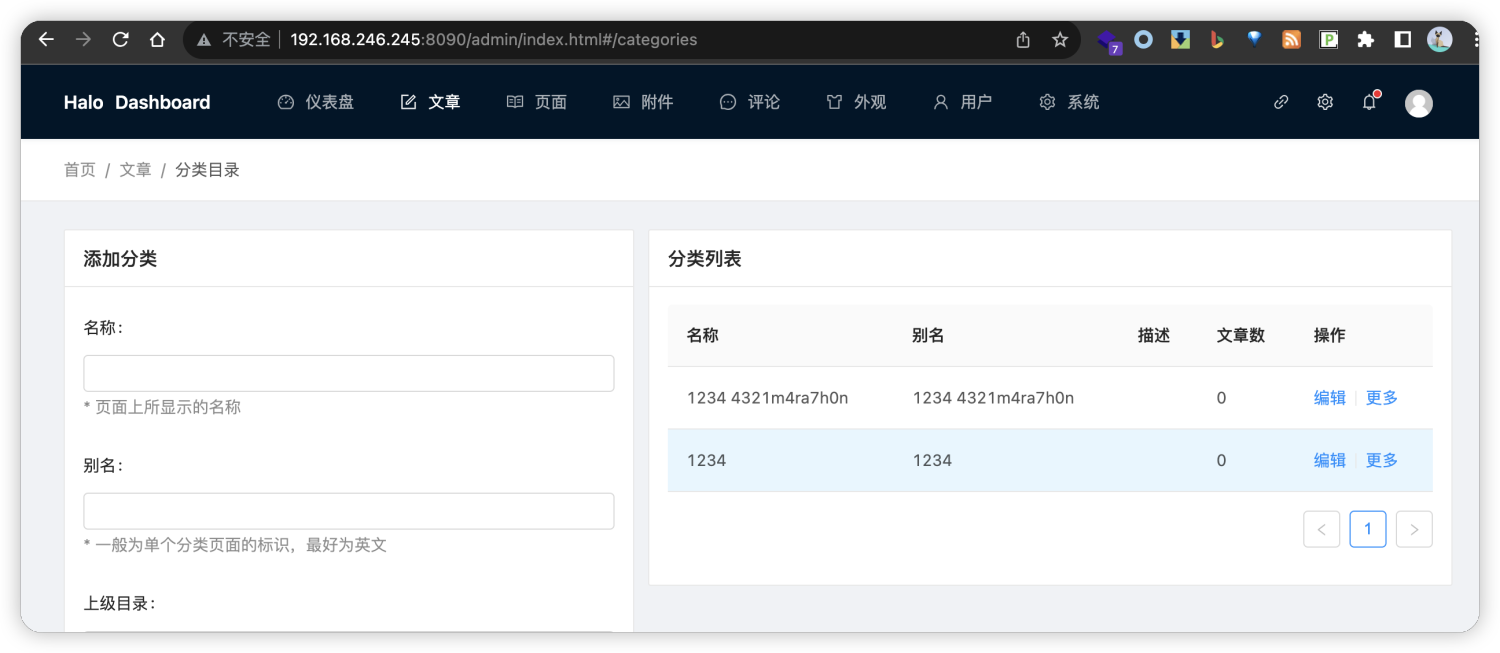 不安全 192.168.246.245:8090/admin/index.html#/categories
7
P
Halo Dashboard 仪表盘 文章 页面 附件 评论 外观 用户 系统
首页 / 文章 / 分类目录
添加分类
名称:
* 页面上所显示的名称
别名:
* 一般为单个分类页面的标识，最好为英文
上级目录:
分类列表
名称 别名 描述 文章数 操作
1234 4321m4ra7h0n 1234 4321m4ra7h0n 0 编辑 更多
1234 1234 0 编辑 更多
< 1 >